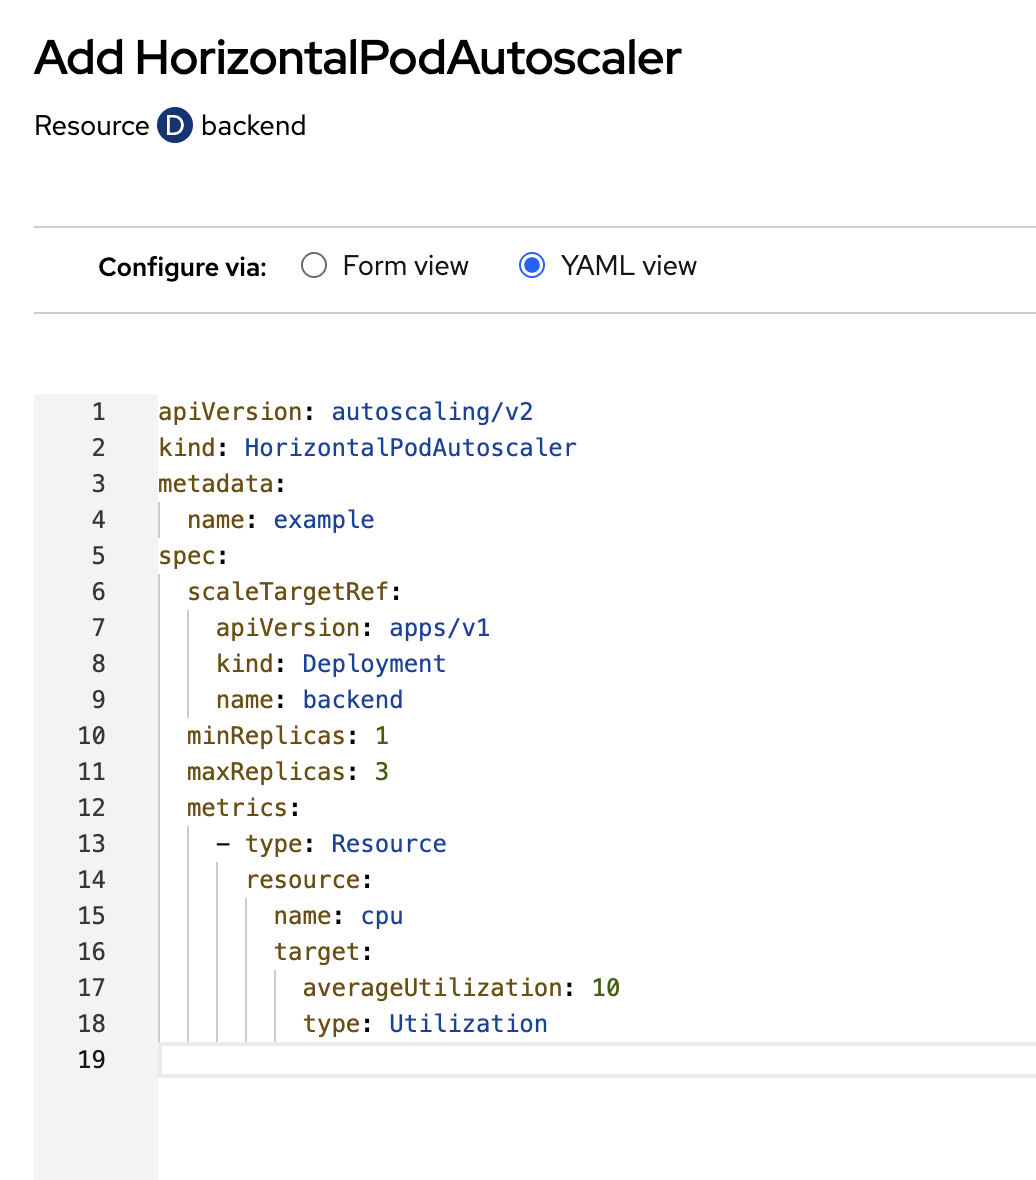 Add HorizontalPodAutoscaler
Resource D backend
Configure via: Form view YAML view
1 apiVersion: autoscaling/v2
2 kind: HorizontalPodAutoscaler
3 metadata:
4   name: example
5 spec:
6   scaleTargetRef:
7     apiVersion: apps/v1
8     kind: Deployment
9     name: backend
10   minReplicas: 1
11   maxReplicas: 3
12   metrics:
13     - type: Resource
14       resource:
15         name: cpu
16         target:
17           averageUtilization: 10
18           type: Utilization
19